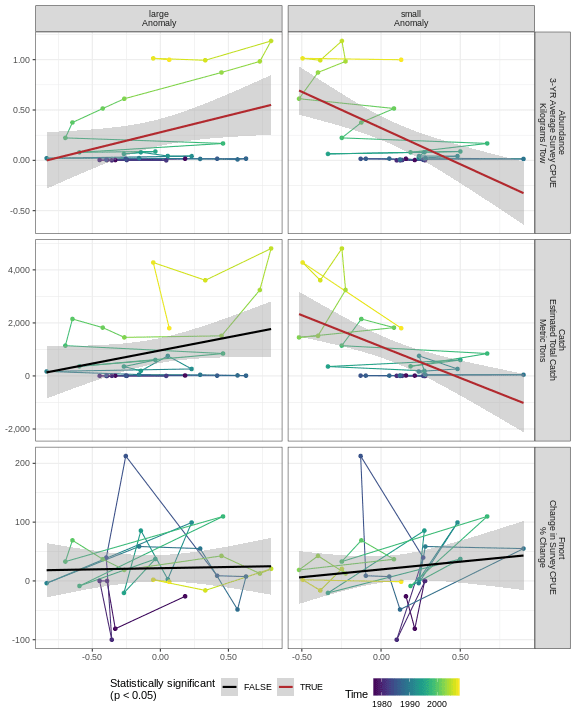 large
Anomaly
small
Anomaly
1.00
0.50
0.00
-0.50
Abundance
3-YR Average Survey CPUE
Kilograms / Tow
4,000
2,000
0
-2,000
Catch
Estimated Total Catch
Metric Tons
200
100
0
-100
Fmort
Change in Survey CPUE
% Change
-0.50
0.00
0.50
-0.50
0.00
0.50
Statistically significant
(p < 0.05)
FALSE
TRUE
Time
1980
1990
2000